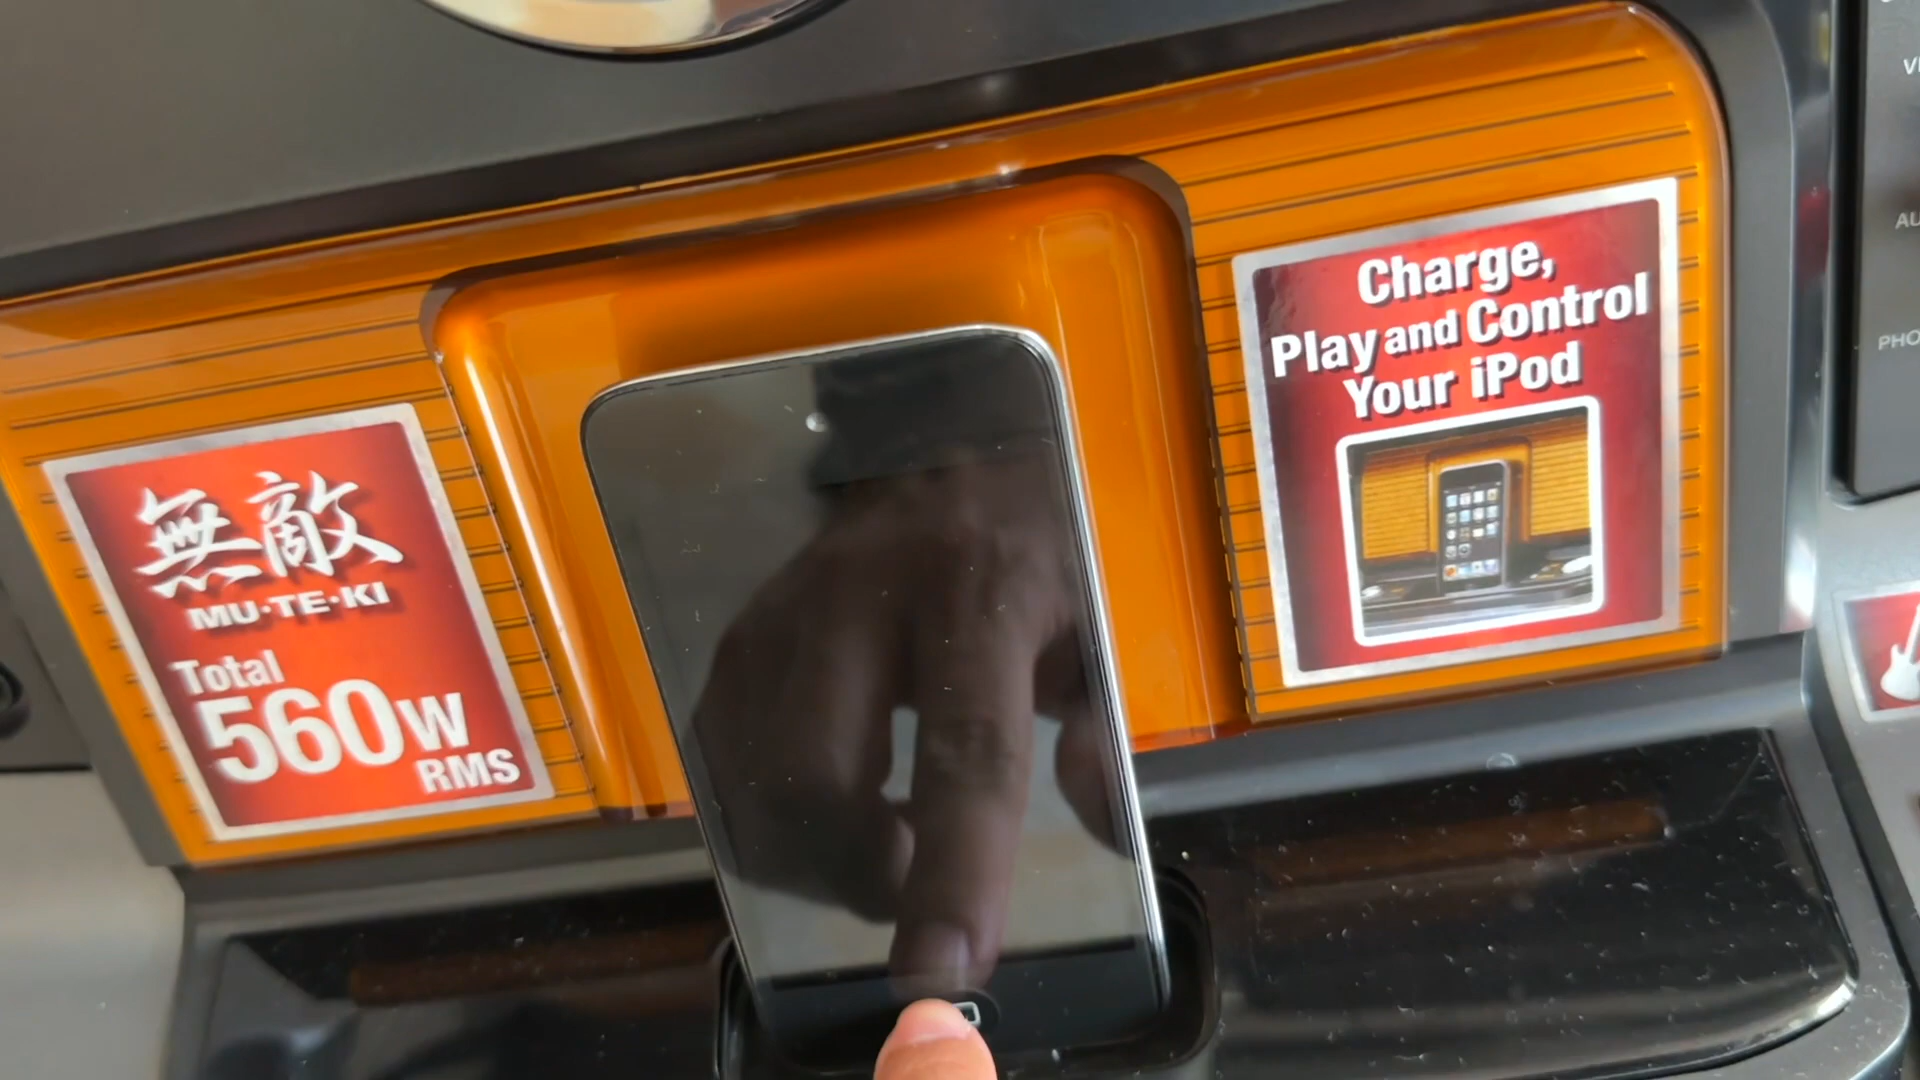 無敵
MU·TE·KI
Total
560W
RMS
Charge,
Play and Control
Your iPod